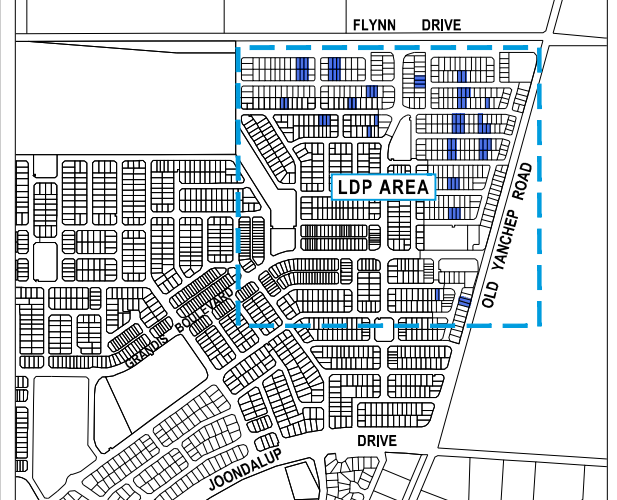 FLYNN DRIVE
LDP AREA
OLD YANCHEP ROAD
GRANDIS BOULEVARD
DRIVE
JOONDALUP